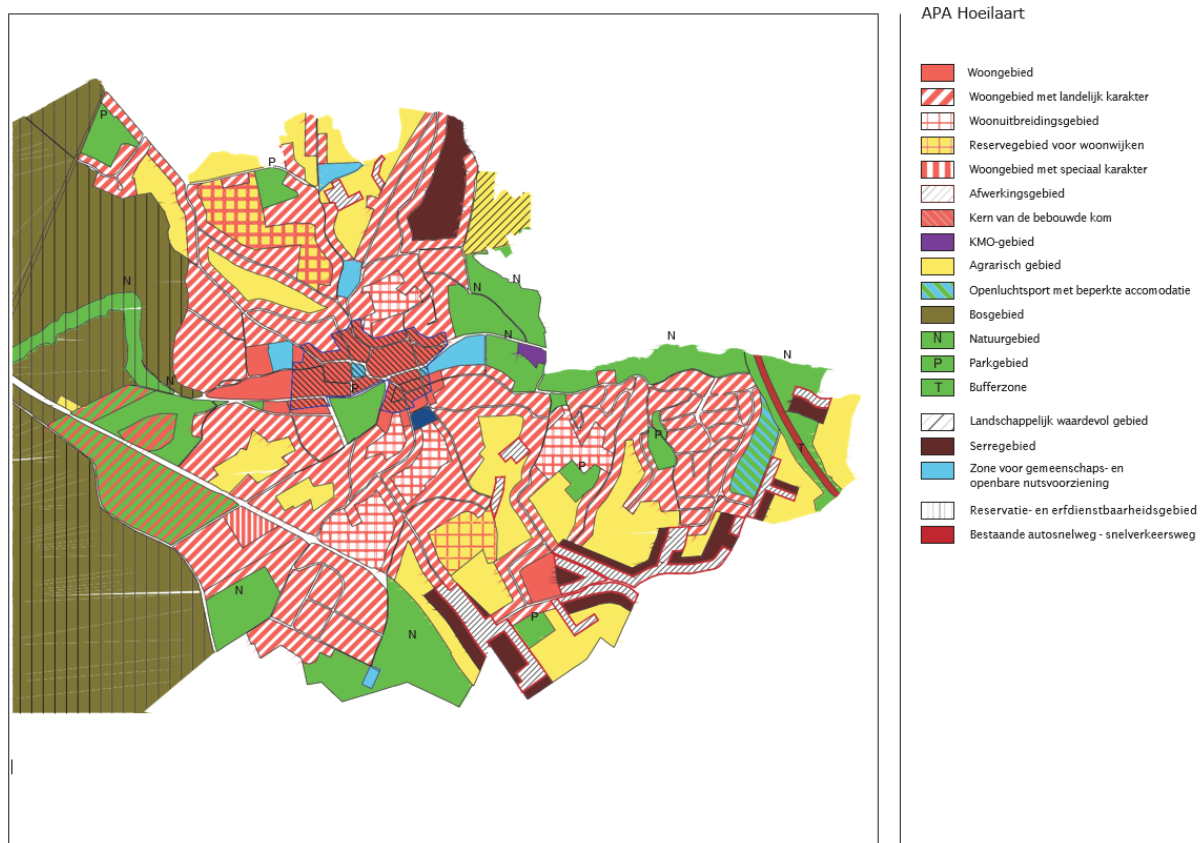 APA Hoeilaart
Woongebied
Woongebied met landelijk karakter
Woonuitbreidingsgebied
Reservegebied voor woonwijken
Woongebied met speciaal karakter
Afwerkingsgebied
Kern van de bebouwde kom
KMO-gebied
Agrarisch gebied
Openluchtsport met beperkte accomodatie
Bosgebied
N Natuurgebied
P Parkgebied
T Bufferzone
Landschappelijk waardevol gebied
Serregebied
Zone voor gemeenschaps- en
openbare nutsvoorziening
Reservatie- en erfdienstbaarheidsgebied
Bestaande autosnelweg - snelverkeersweg
P
P
N
N
N
N
N
N
N
P
P
P
T
N
N
P